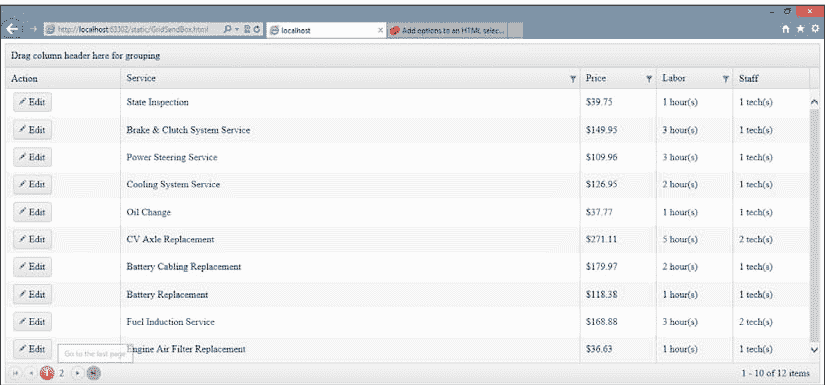 http://localhost:63302/static/GridSandBox.html
localhost
Add options to an HTML selec...
Drag column header here for grouping
Action Service Price Labor Staff
Edit State Inspection $39.75 1 hour(s) 1 tech(s)
Edit Brake & Clutch System Service $149.95 3 hour(s) 1 tech(s)
Edit Power Steering Service $109.96 3 hour(s) 1 tech(s)
Edit Cooling System Service $126.95 2 hour(s) 1 tech(s)
Edit Oil Change $37.77 1 hour(s) 1 tech(s)
Edit CV Axle Replacement $271.11 5 hour(s) 2 tech(s)
Edit Battery Cabling Replacement $179.97 2 hour(s) 1 tech(s)
Edit Battery Replacement $118.38 1 hour(s) 1 tech(s)
Edit Fuel Induction Service $168.88 3 hour(s) 2 tech(s)
Edit Engine Air Filter Replacement $36.63 1 hour(s) 1 tech(s)
Go to the last page
1 2 1 - 10 of 12 items